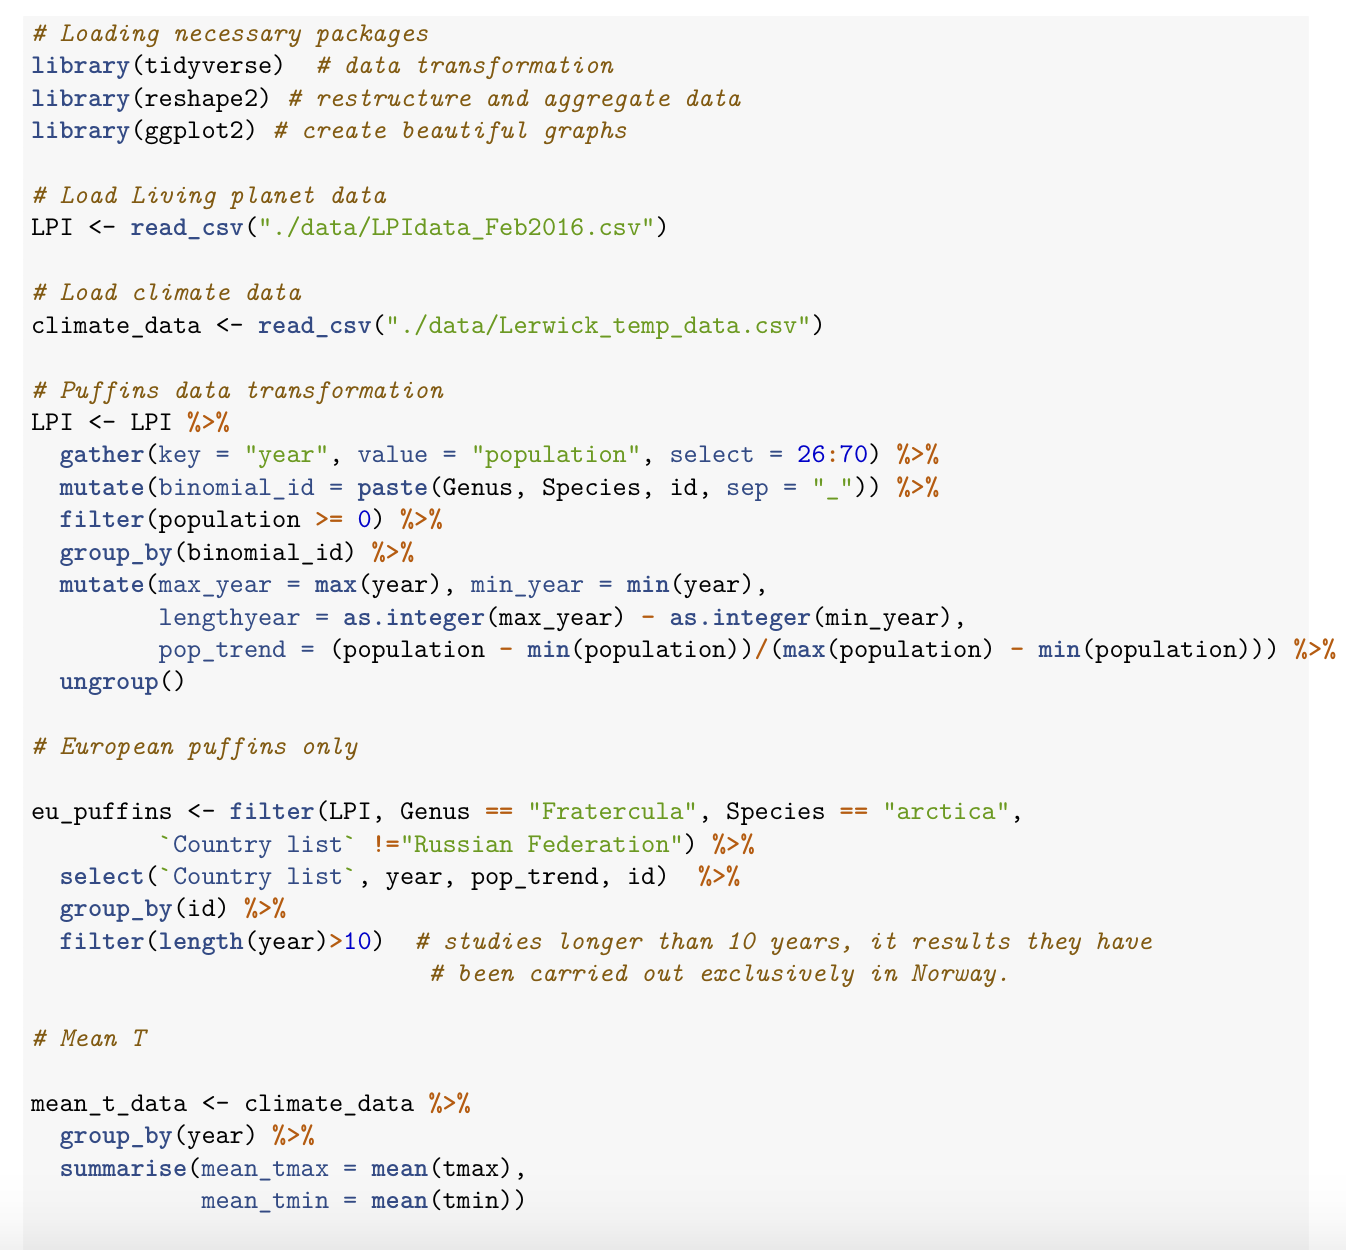 # Loading necessary packages
library(tidyverse)  # data transformation
library(reshape2) # restructure and aggregate data
library(ggplot2) # create beautiful graphs
# Load Living planet data
LPI <- read_csv("./data/LPIdata_Feb2016.csv")
# Load climate data
climate_data <- read_csv("./data/Lerwick_temp_data.csv")
# Puffins data transformation
LPI <- LPI %>%
  gather(key = "year", value = "population", select = 26:70) %>%
  mutate(binomial_id = paste(Genus, Species, id, sep = "_")) %>%
  filter(population >= 0) %>%
  group_by(binomial_id) %>%
  mutate(max_year = max(year), min_year = min(year),
         lengthyear = as.integer(max_year) - as.integer(min_year),
         pop_trend = (population - min(population))/(max(population) - min(population))) %>%
  ungroup()
# European puffins only
eu_puffins <- filter(LPI, Genus == "Fratercula", Species == "arctica",
         `Country list` !="Russian Federation") %>%
  select(`Country list`, year, pop_trend, id)  %>%
  group_by(id) %>%
  filter(length(year)>10)  # studies longer than 10 years, it results they have
                            # been carried out exclusively in Norway.
# Mean T
mean_t_data <- climate_data %>%
  group_by(year) %>%
  summarise(mean_tmax = mean(tmax),
            mean_tmin = mean(tmin))